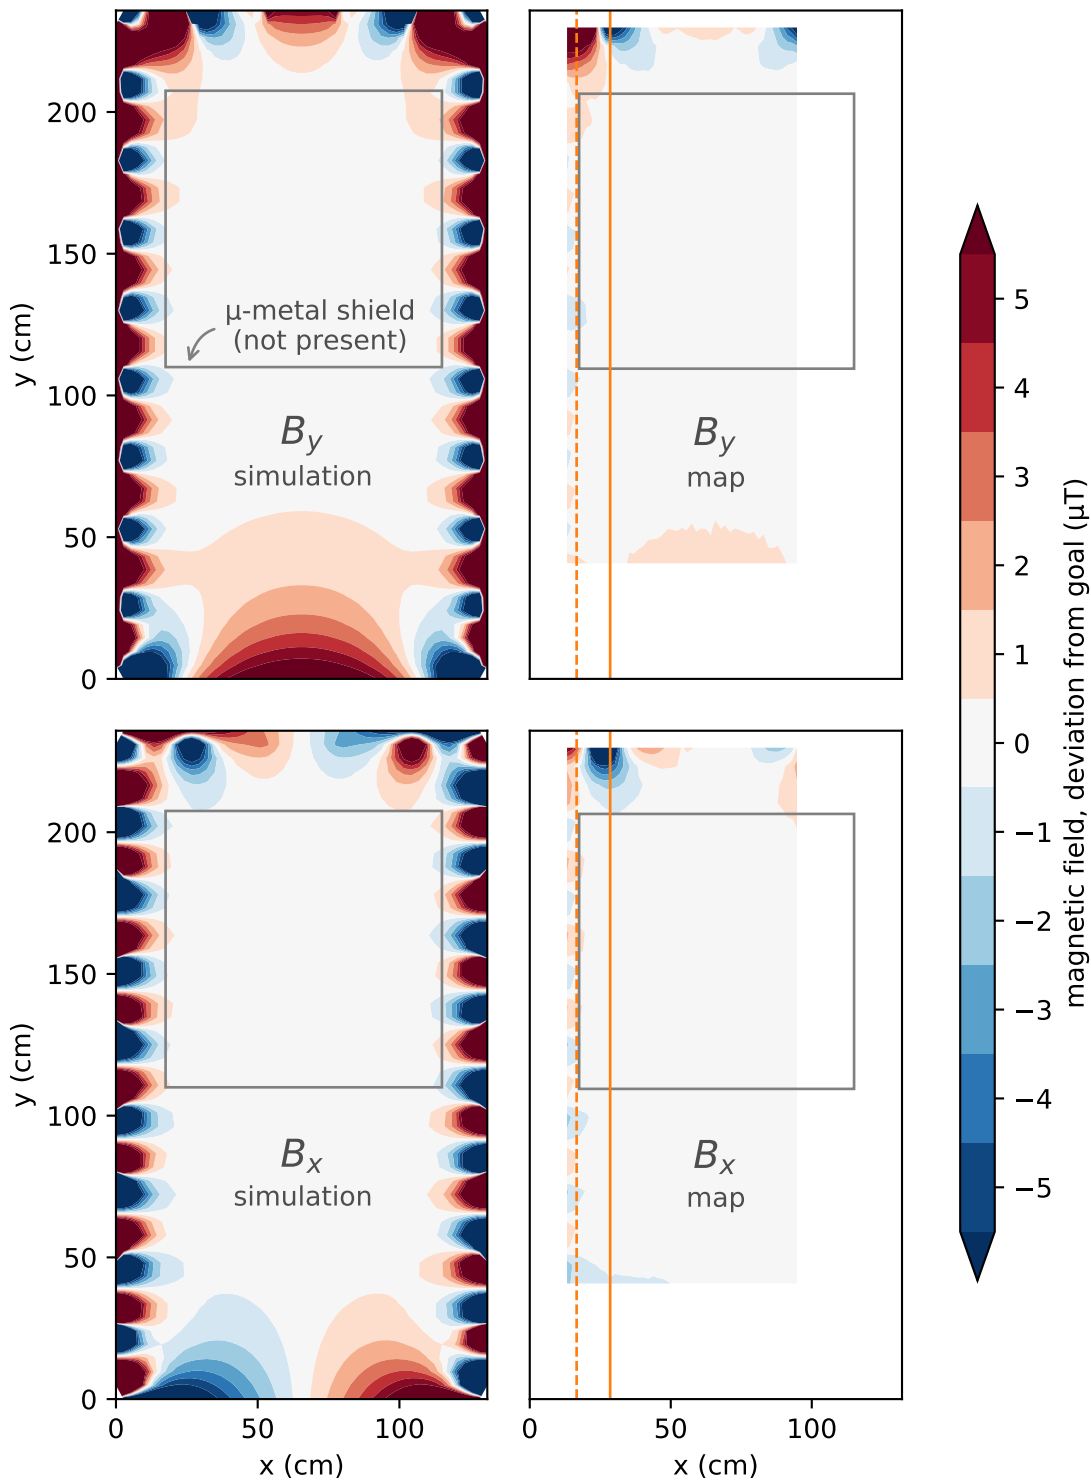 200
150
100
50
0
y (cm)
μ-metal shield
(not present)
B_y
simulation
B_y
map
200
150
100
50
0
y (cm)
B_x
simulation
B_x
map
0 50 100
x (cm)
0 50 100
x (cm)
5
4
3
2
1
0
−1
−2
−3
−4
−5
magnetic field, deviation from goal (μT)